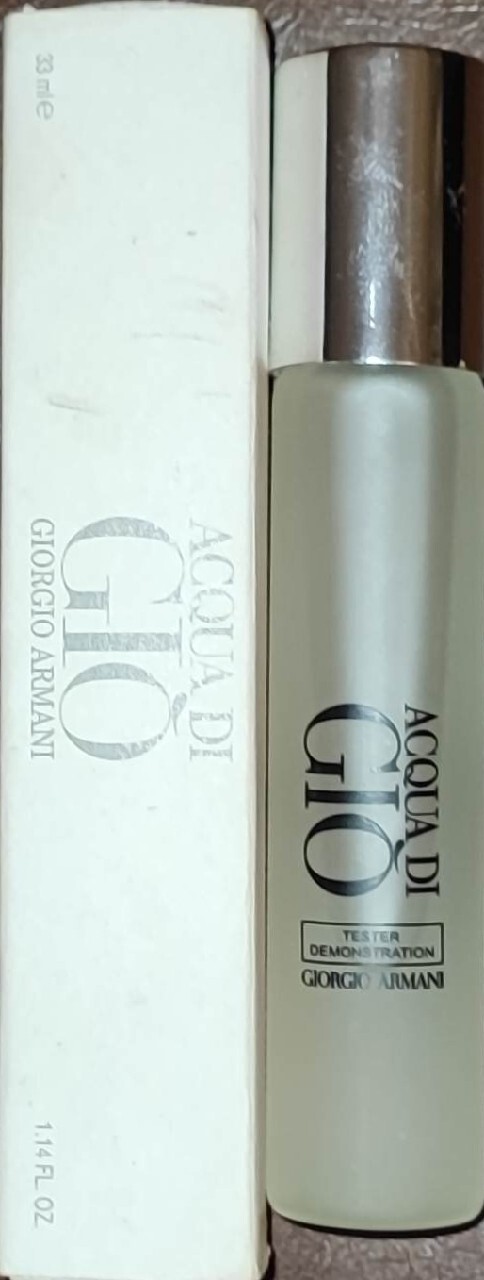 33 ml ℮
ACQUA DI
GIÒ
GIORGIO ARMANI
1.14 FL. OZ
ACQUA DI
GIÒ
TESTER
DEMONSTRATION
GIORGIO ARMANI